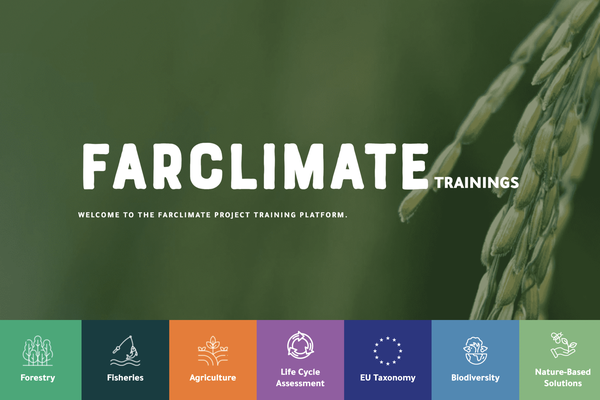 FARCLIMATE TRAININGS
WELCOME TO THE FARCLIMATE PROJECT TRAINING PLATFORM.
Forestry
Fisheries
Agriculture
Life Cycle
Assessment
EU Taxonomy
Biodiversity
Nature-Based
Solutions